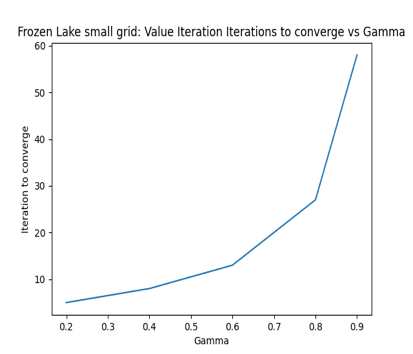 Frozen Lake small grid: Value Iteration Iterations to converge vs Gamma
60
50
40
30
20
10
Iteration to converge
0.2 0.3 0.4 0.5 0.6 0.7 0.8 0.9
Gamma